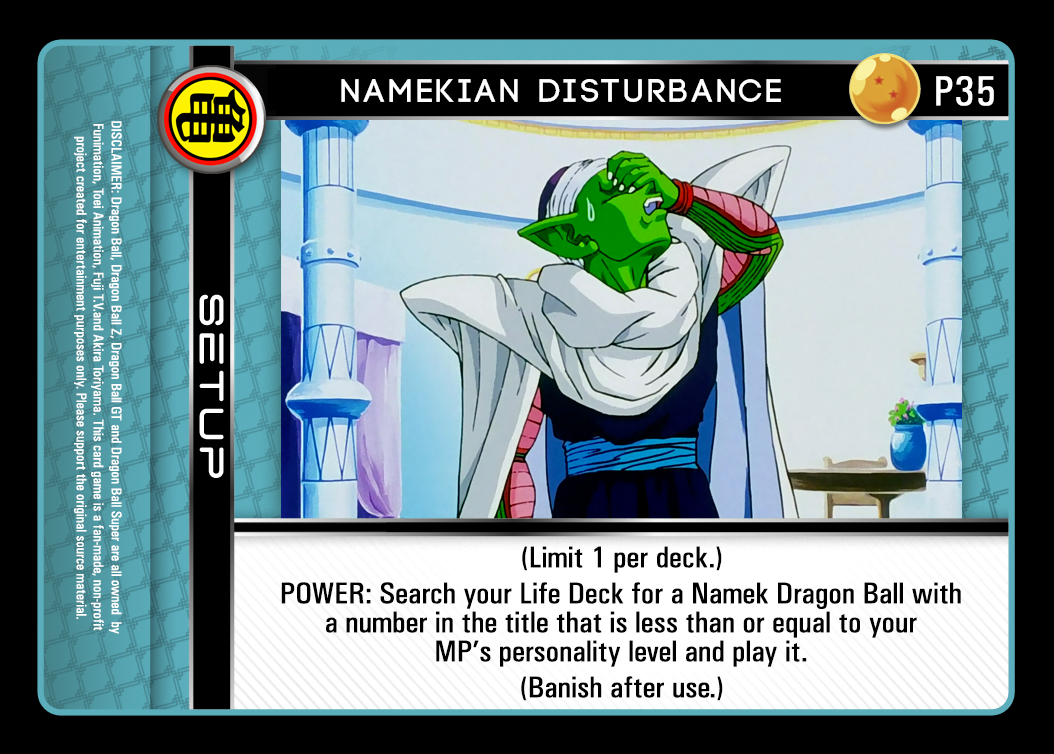 NAMEKIAN DISTURBANCE
P35
SETUP
(Limit 1 per deck.)
POWER: Search your Life Deck for a Namek Dragon Ball with
a number in the title that is less than or equal to your
MP’s personality level and play it.
(Banish after use.)
DISCLAIMER: Dragon Ball, Dragon Ball Z, Dragon Ball GT and Dragon Ball Super are all owned by
Funimation, Toei Animation, Fuji T.V.and Akira Toriyama. This card game is a fan-made, non-profit
project created for entertainment purposes only. Please support the original source material.